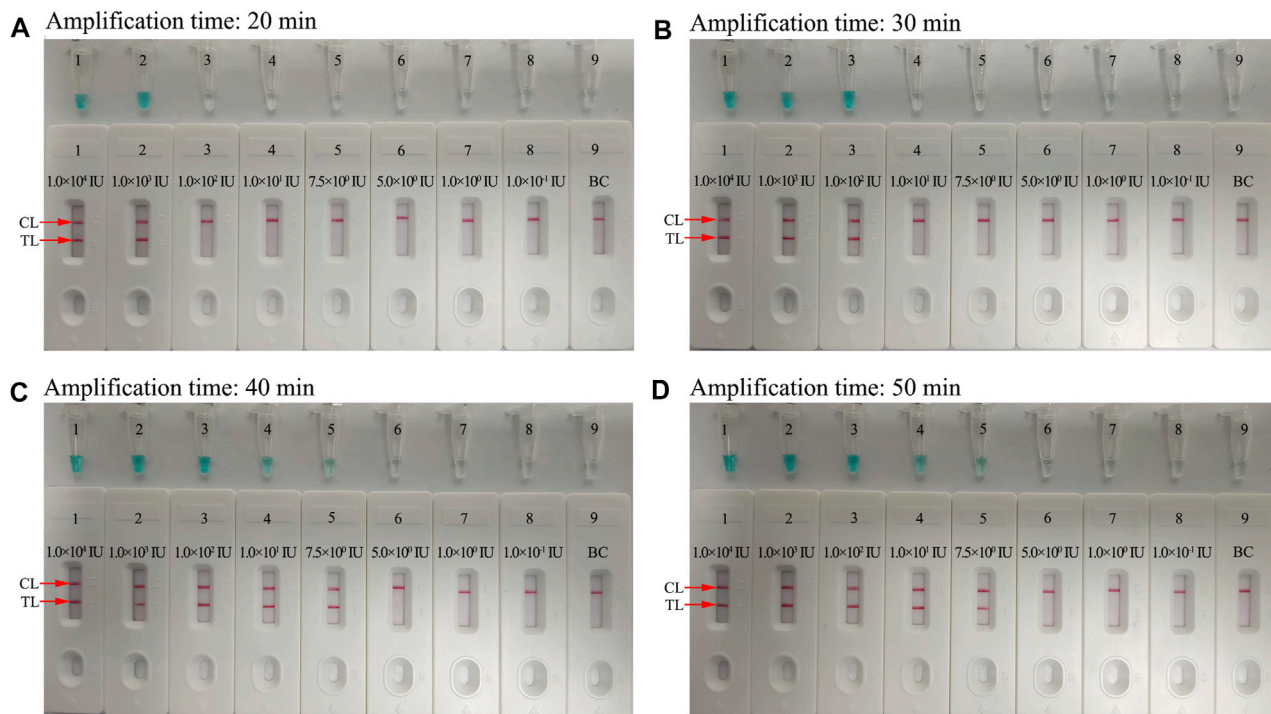 A Amplification time: 20 min
1 2 3 4 5 6 7 8 9
1 2 3 4 5 6 7 8 9
1.0×10⁴ IU 1.0×10³ IU 1.0×10² IU 1.0×10¹ IU 7.5×10⁰ IU 5.0×10⁰ IU 1.0×10⁰ IU 1.0×10⁻¹ IU BC
CL
TL
B Amplification time: 30 min
1 2 3 4 5 6 7 8 9
1 2 3 4 5 6 7 8 9
1.0×10⁴ IU 1.0×10³ IU 1.0×10² IU 1.0×10¹ IU 7.5×10⁰ IU 5.0×10⁰ IU 1.0×10⁰ IU 1.0×10⁻¹ IU BC
CL
TL
C Amplification time: 40 min
1 2 3 4 5 6 7 8 9
1 2 3 4 5 6 7 8 9
1.0×10⁴ IU 1.0×10³ IU 1.0×10² IU 1.0×10¹ IU 7.5×10⁰ IU 5.0×10⁰ IU 1.0×10⁰ IU 1.0×10⁻¹ IU BC
CL
TL
D Amplification time: 50 min
1 2 3 4 5 6 7 8 9
1 2 3 4 5 6 7 8 9
1.0×10⁴ IU 1.0×10³ IU 1.0×10² IU 1.0×10¹ IU 7.5×10⁰ IU 5.0×10⁰ IU 1.0×10⁰ IU 1.0×10⁻¹ IU BC
CL
TL